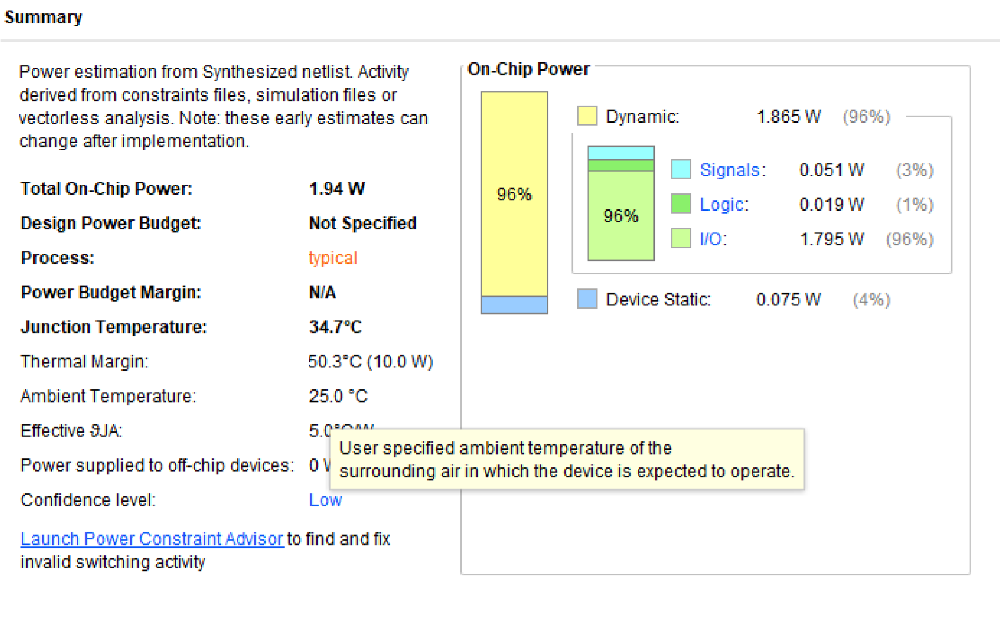 Summary
Power estimation from Synthesized netlist. Activity
derived from constraints files, simulation files or
vectorless analysis. Note: these early estimates can
change after implementation.
Total On-Chip Power: 1.94 W
Design Power Budget: Not Specified
Process: typical
Power Budget Margin: N/A
Junction Temperature: 34.7°C
Thermal Margin: 50.3°C (10.0 W)
Ambient Temperature: 25.0 °C
Effective ϑJA:
Power supplied to off-chip devices: 0
Confidence level: Low
Launch Power Constraint Advisor to find and fix
invalid switching activity
On-Chip Power
96%
Dynamic: 1.865 W (96%)
96%
Signals: 0.051 W (3%)
Logic: 0.019 W (1%)
I/O: 1.795 W (96%)
Device Static: 0.075 W (4%)
User specified ambient temperature of the
surrounding air in which the device is expected to operate.